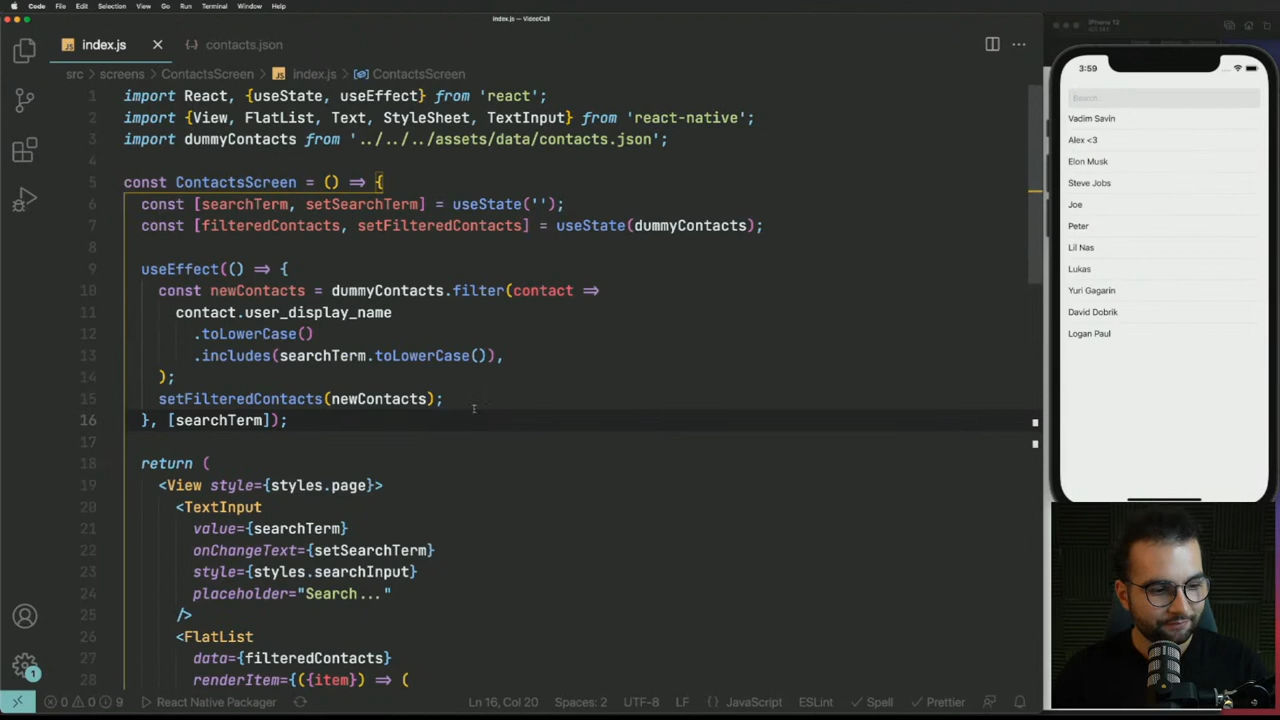 Code File Edit Selection View Go Run Terminal Window Help
index.js — VideoCall
JS index.js
{..} contacts.json
src > screens > ContactsScreen > JS index.js > ContactsScreen
1 import React, {useState, useEffect} from 'react';
2 import {View, FlatList, Text, StyleSheet, TextInput} from 'react-native';
3 import dummyContacts from '../../../assets/data/contacts.json';
4
5 const ContactsScreen = () => {
6 const [searchTerm, setSearchTerm] = useState('');
7 const [filteredContacts, setFilteredContacts] = useState(dummyContacts);
8
9 useEffect(() => {
10 const newContacts = dummyContacts.filter(contact =>
11 contact.user_display_name
12 .toLowerCase()
13 .includes(searchTerm.toLowerCase()),
14 );
15 setFilteredContacts(newContacts);
16 }, [searchTerm]);
17
18 return (
19 <View style={styles.page}>
20 <TextInput
21 value={searchTerm}
22 onChangeText={setSearchTerm}
23 style={styles.searchInput}
24 placeholder="Search..."
25 />
26 <FlatList
27 data={filteredContacts}
28 renderItem={({item}) => (
1
0 0 9 React Native Packager Ln 16, Col 20 Spaces: 2 UTF-8 LF {} JavaScript ESLint Spell Prettier
iPhone 12
3:59
Search...
Vadim Savin
Alex <3
Elon Musk
Steve Jobs
Joe
Peter
Lil Nas
Lukas
Yuri Gagarin
David Dobrik
Logan Paul